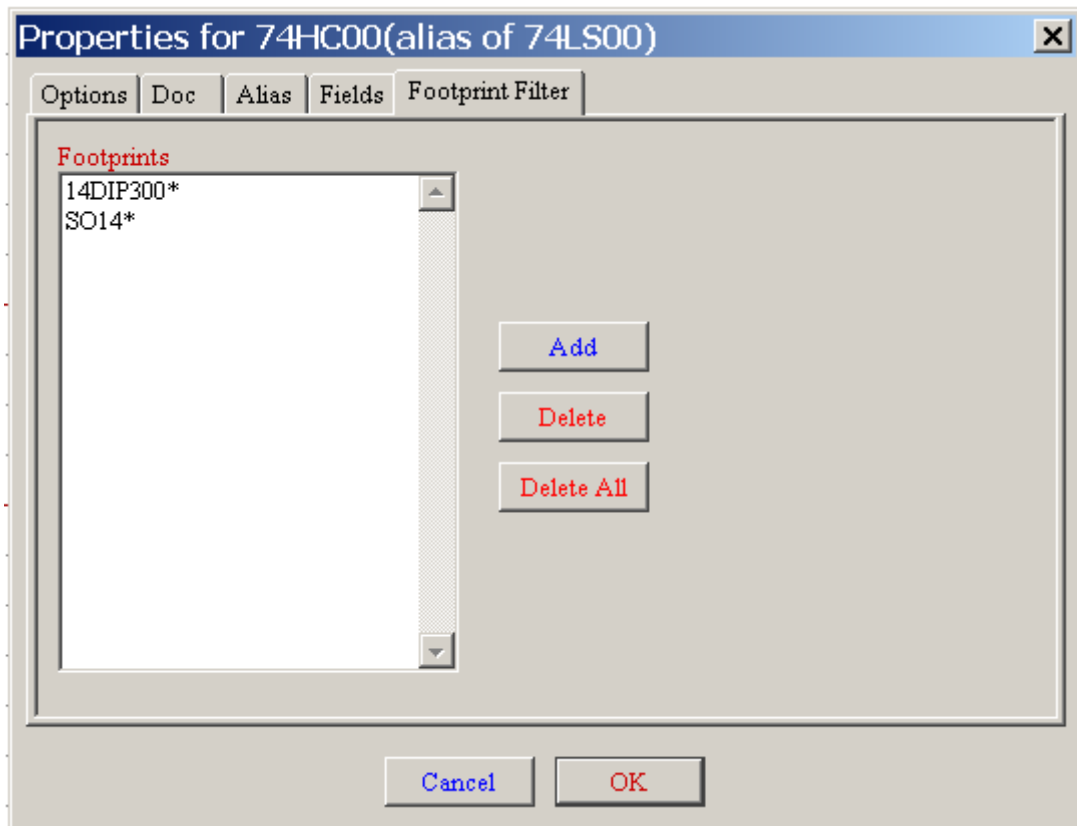 Properties for 74HC00(alias of 74LS00)
Options Doc Alias Fields Footprint Filter
Footprints
14DIP300*
SO14*
Add
Delete
Delete All
Cancel OK